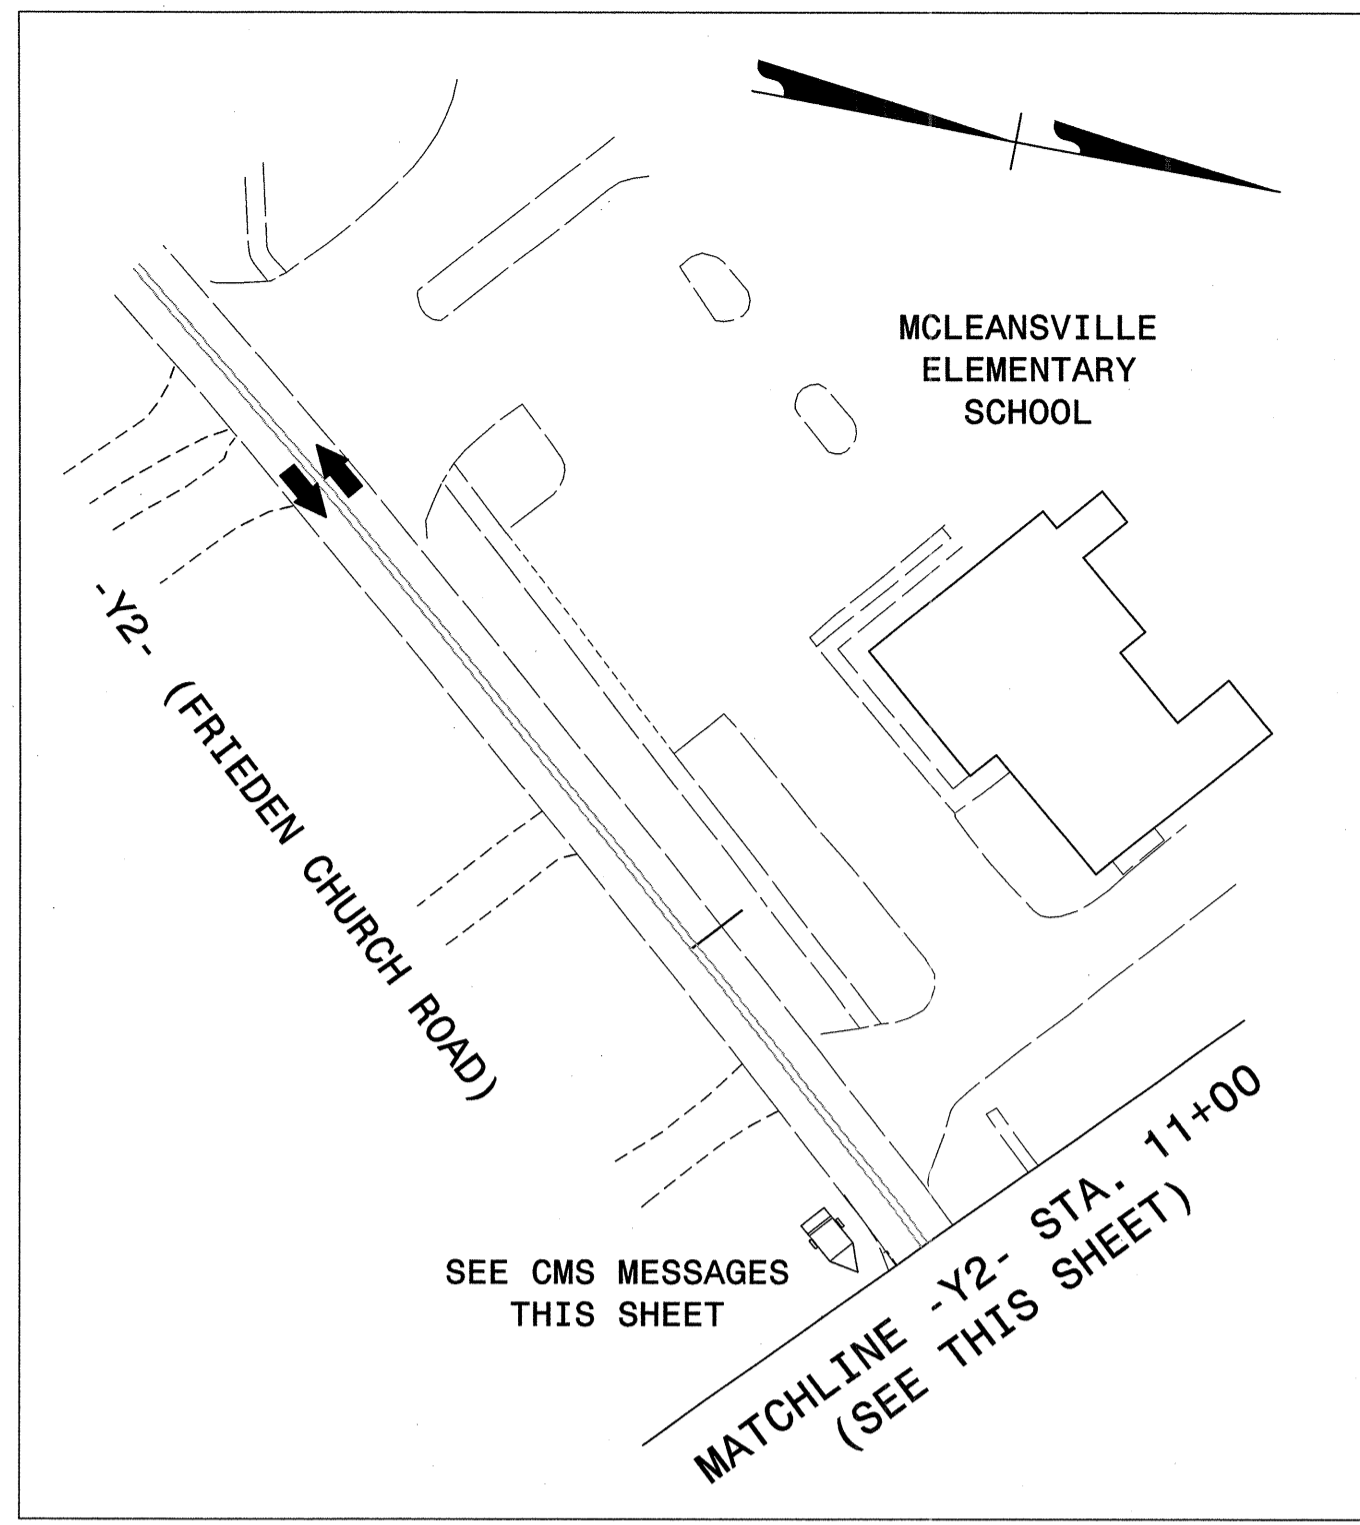 MCLEANSVILLE
ELEMENTARY
SCHOOL
-Y2- (FRIEDEN CHURCH ROAD)
SEE CMS MESSAGES
THIS SHEET
MATCHLINE -Y2- STA. 11+00
(SEE THIS SHEET)